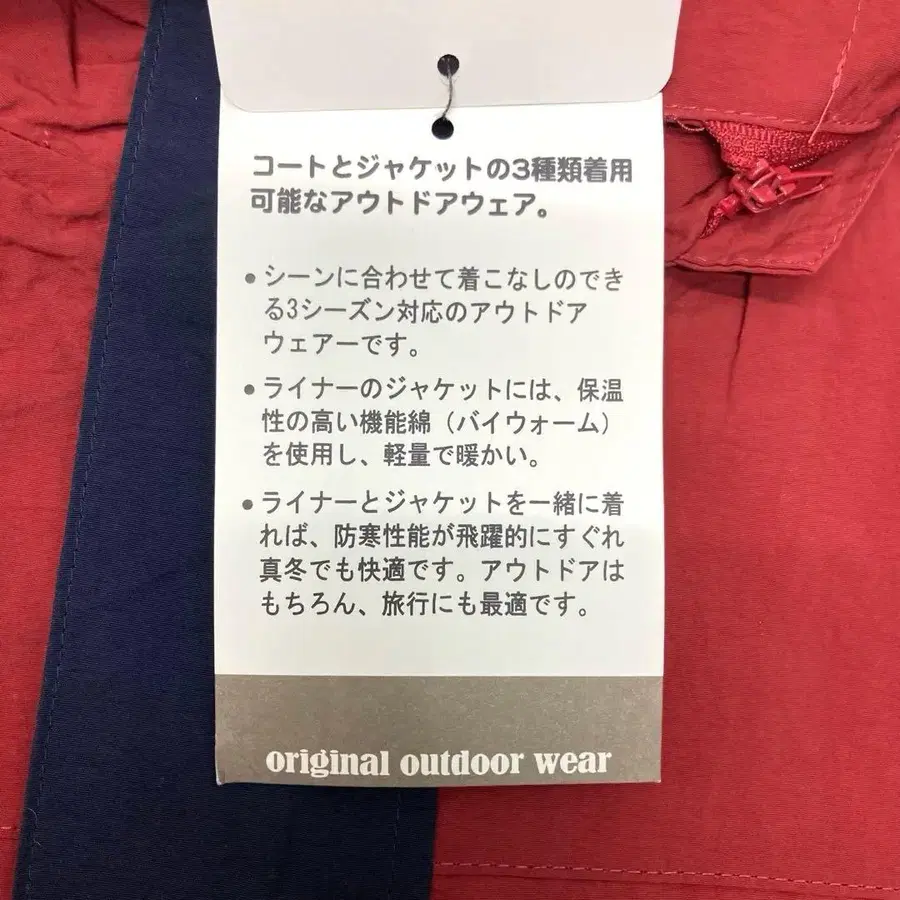 コートとジャケットの3種類着用
可能なアウトドアウェア。
●シーンに合わせて着こなしのでき
る3シーズン対応のアウトドア
ウェアーです。
●ライナーのジャケットには、保温
性の高い機能綿（バイウォーム）
を使用し、軽量で暖かい。
●ライナーとジャケットを一緒に着
れば、防寒性能が飛躍的にすぐれ
真冬でも快適です。アウトドアは
もちろん、旅行にも最適です。
original outdoor wear